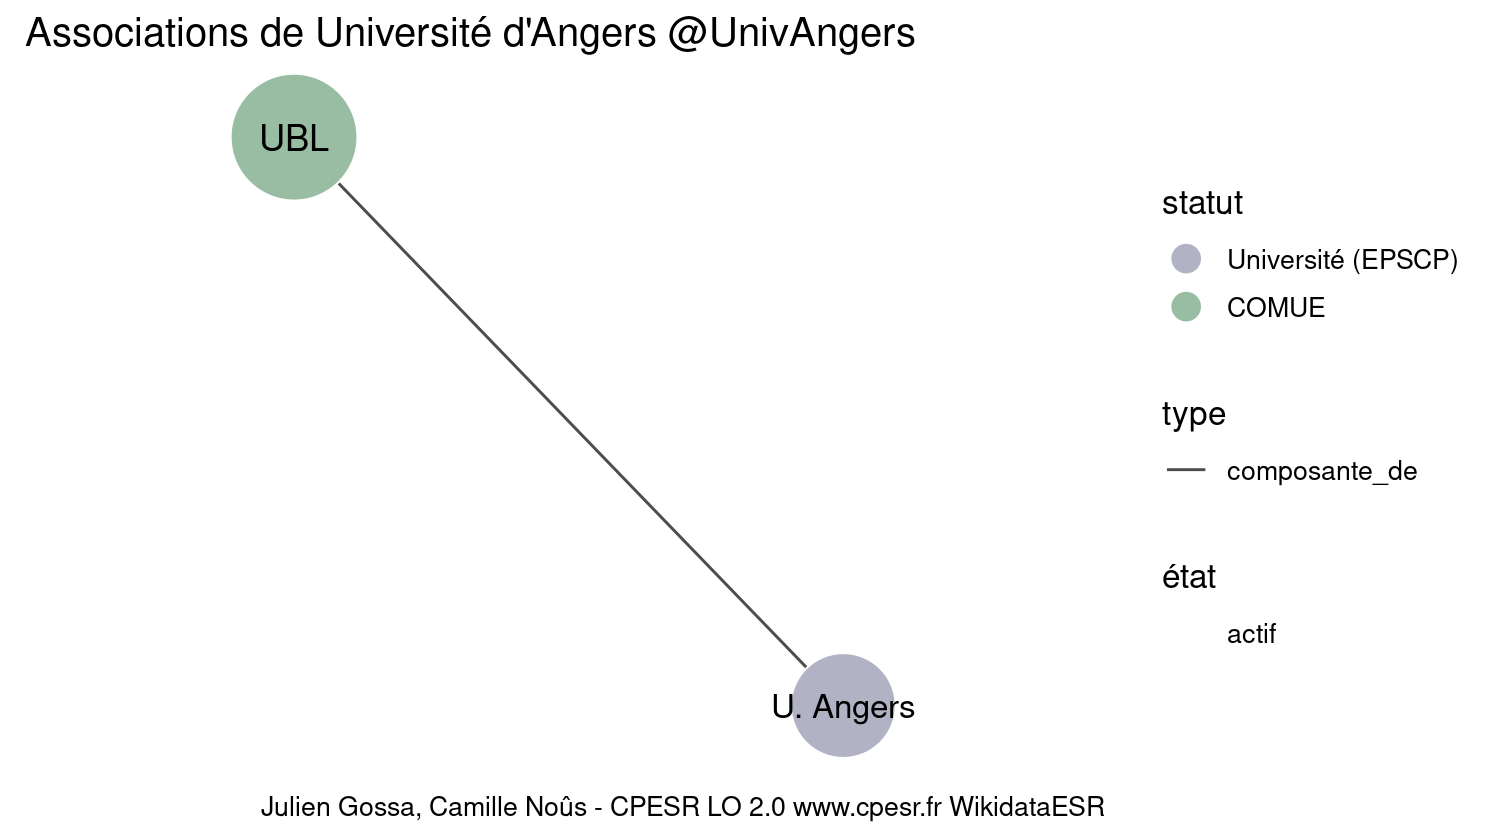 Associations de Université d'Angers @UnivAngers
UBL
U. Angers
statut
Université (EPSCP)
COMUE
type
composante_de
état
actif
Julien Gossa, Camille Noûs - CPESR LO 2.0 www.cpesr.fr WikidataESR